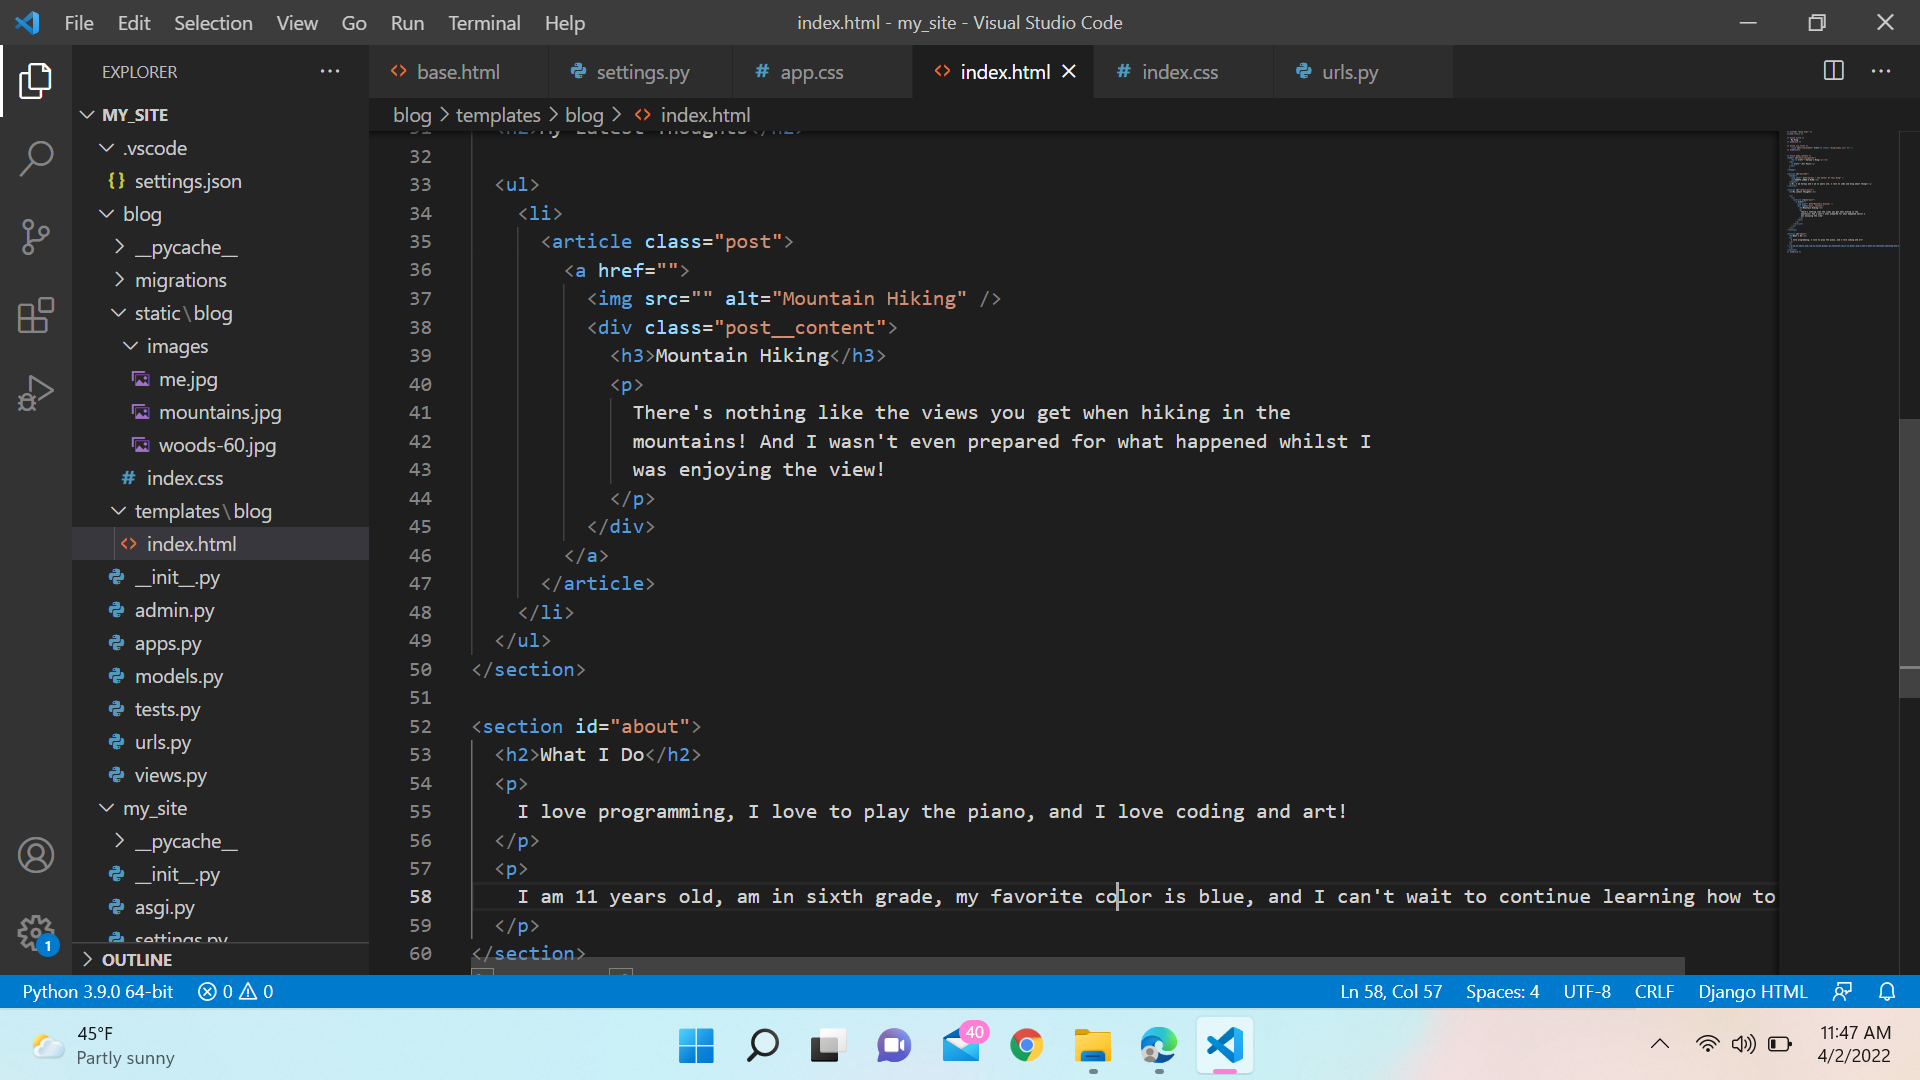 File Edit Selection View Go Run Terminal Help
index.html - my_site - Visual Studio Code
EXPLORER
MY_SITE
.vscode
{} settings.json
blog
__pycache__
migrations
static\blog
images
me.jpg
mountains.jpg
woods-60.jpg
# index.css
templates\blog
<> index.html
__init__.py
admin.py
apps.py
models.py
tests.py
urls.py
views.py
my_site
__pycache__
__init__.py
asgi.py
settings.py
OUTLINE
<> base.html settings.py # app.css <> index.html # index.css urls.py
blog > templates > blog > <> index.html
31 <h2>My Latest Thoughts</h2>
32
33 <ul>
34 <li>
35 <article class="post">
36 <a href="">
37 <img src="" alt="Mountain Hiking" />
38 <div class="post__content">
39 <h3>Mountain Hiking</h3>
40 <p>
41 There's nothing like the views you get when hiking in the
42 mountains! And I wasn't even prepared for what happened whilst I
43 was enjoying the view!
44 </p>
45 </div>
46 </a>
47 </article>
48 </li>
49 </ul>
50 </section>
51
52 <section id="about">
53 <h2>What I Do</h2>
54 <p>
55 I love programming, I love to play the piano, and I love coding and art!
56 </p>
57 <p>
58 I am 11 years old, am in sixth grade, my favorite color is blue, and I can't wait to continue learning how to
59 </p>
60 </section>
1
Python 3.9.0 64-bit 0 0
Ln 58, Col 57 Spaces: 4 UTF-8 CRLF Django HTML
45°F
Partly sunny
40
11:47 AM
4/2/2022